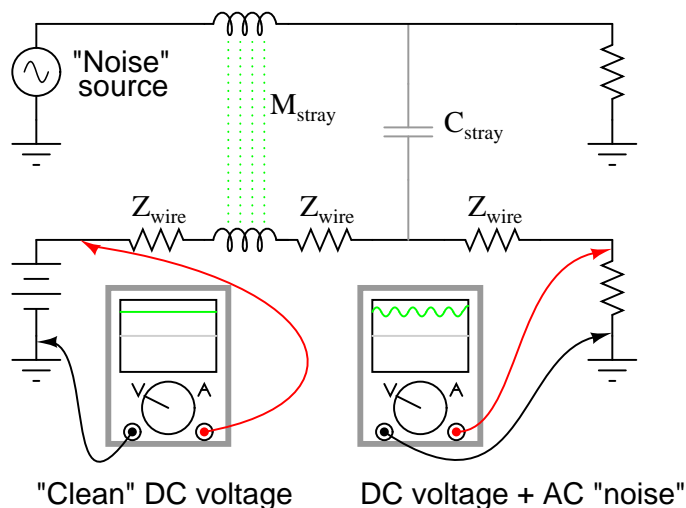 "Noise"
source
Mstray
Cstray
Zwire
Zwire
Zwire
V A
V A
"Clean" DC voltage
DC voltage + AC "noise"